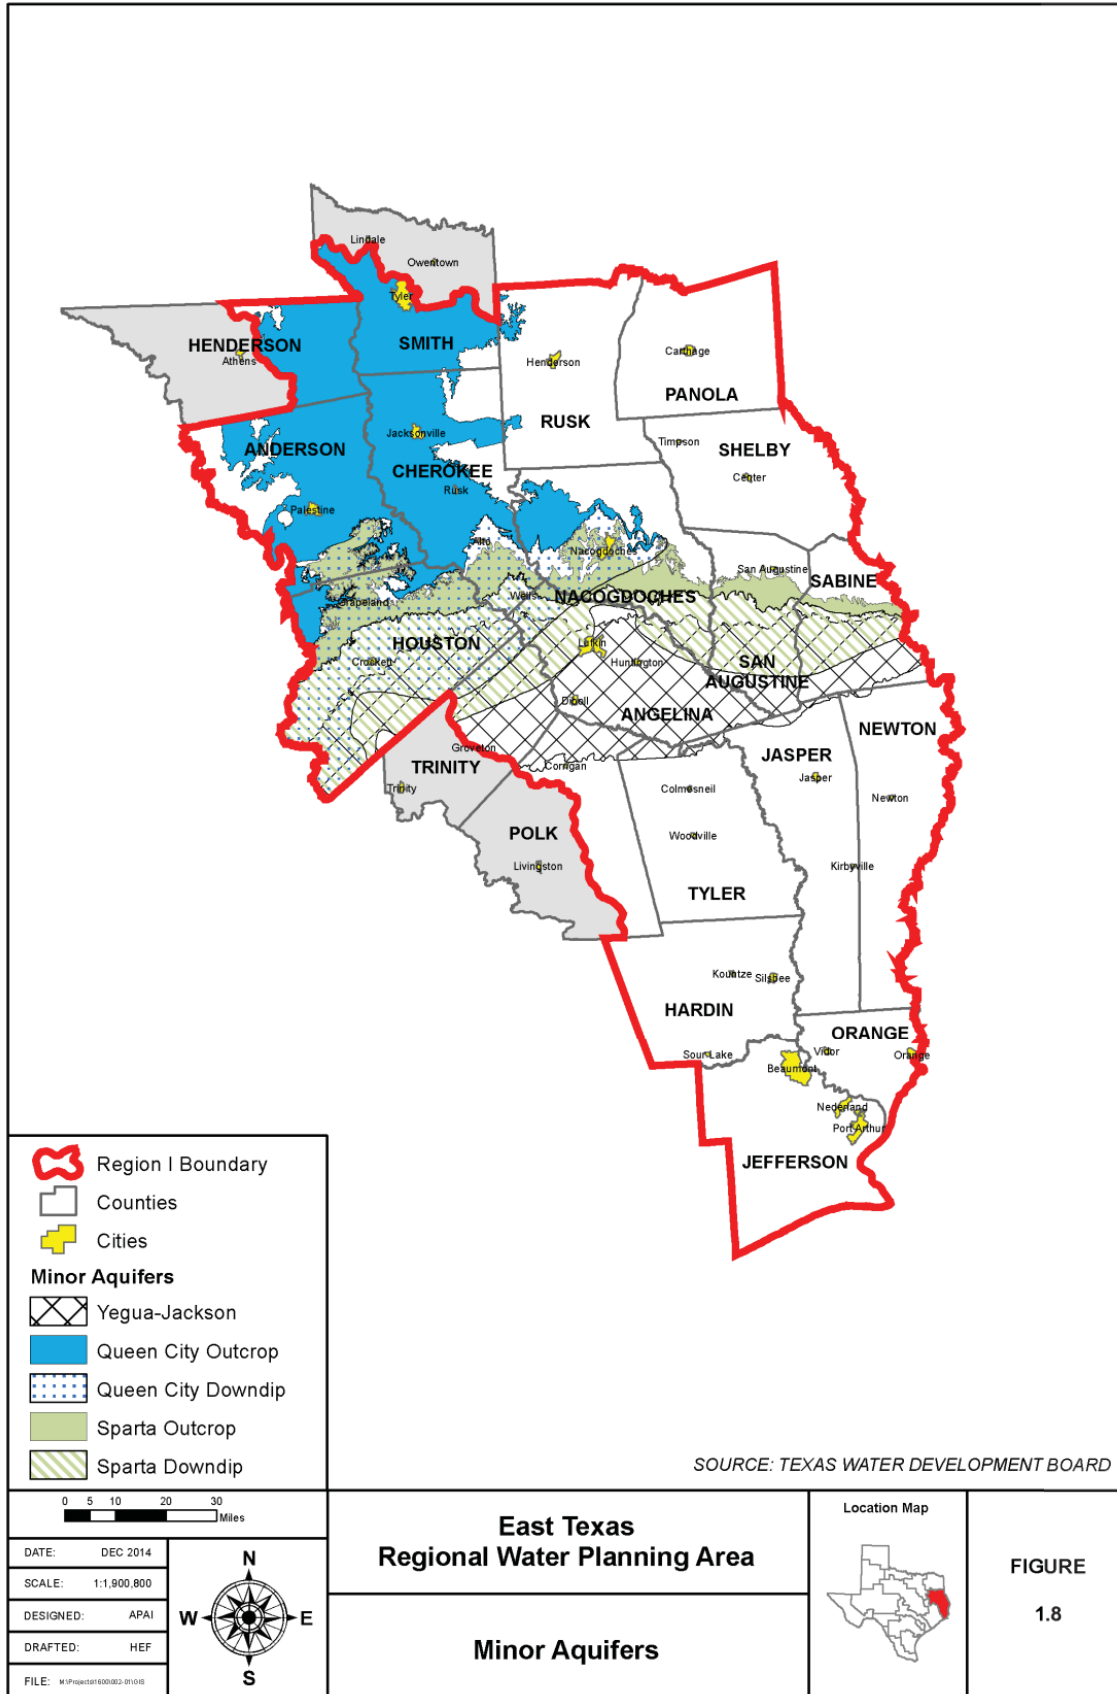 Lindale
Owentown
Tyler
HENDERSON
Athens
SMITH
Henderson
Carthage
PANOLA
RUSK
Jacksonville
ANDERSON
CHEROKEE
Rusk
Timpson
SHELBY
Center
Palestine
Alto
Nacogdoches
San Augustine
SABINE
Grapeland
Wells
NACOGDOCHES
HOUSTON
Lufkin
Crockett
Huntington
SAN
AUGUSTINE
Diboll
ANGELINA
NEWTON
Groveton
TRINITY
Corrigan
JASPER
Jasper
Trinity
Colmesneil
Newton
POLK
Woodville
Livingston
Kirbyville
TYLER
Kountze
Silsbee
HARDIN
ORANGE
Sour Lake
Vidor
Orange
Beaumont
Nederland
Port Arthur
JEFFERSON
Region I Boundary
Counties
Cities
Minor Aquifers
Yegua-Jackson
Queen City Outcrop
Queen City Downdip
Sparta Outcrop
Sparta Downdip
SOURCE: TEXAS WATER DEVELOPMENT BOARD
0 5 10 20 30
Miles
DATE: DEC 2014
SCALE: 1:1,900,800
DESIGNED: APAI
DRAFTED: HEF
FILE:
N
W E
S
East Texas
Regional Water Planning Area
Minor Aquifers
Location Map
FIGURE
1.8